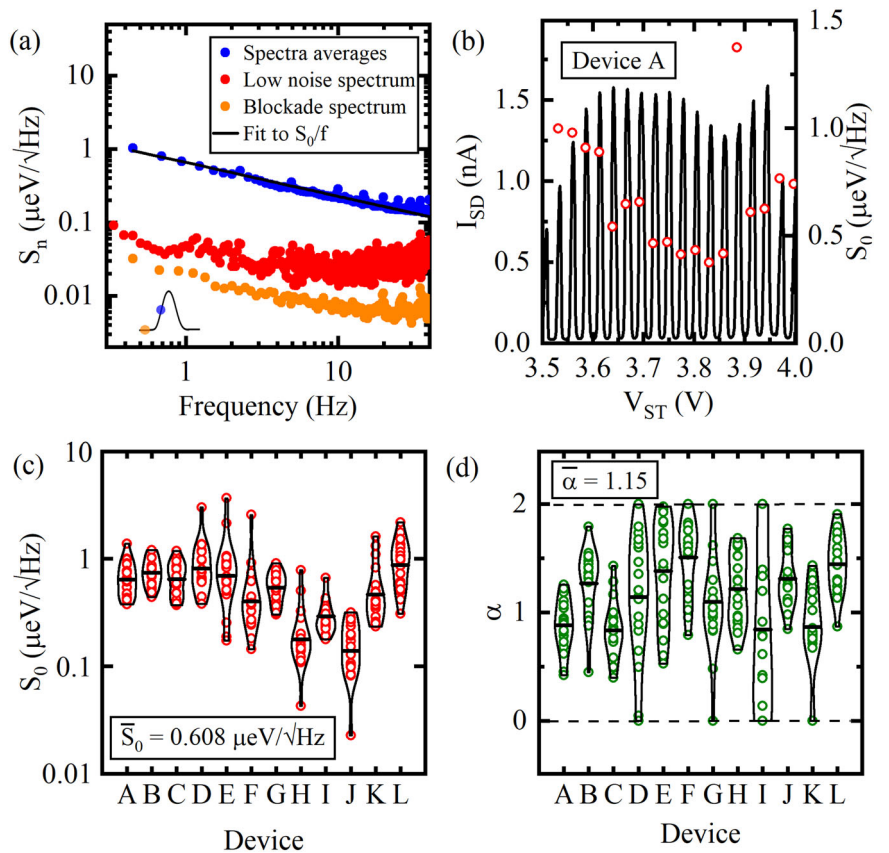 (a)
Spectra averages
Low noise spectrum
Blockade spectrum
Fit to S₀/f
10
1
0.1
0.01
Sₙ (µeV/√Hz)
1
10
Frequency (Hz)
(b)
Device A
1.5
1.0
0.5
0.0
I_SD (nA)
1.5
1.0
0.5
0.0
S₀ (µeV/√Hz)
3.5 3.6 3.7 3.8 3.9 4.0
V_ST (V)
(c)
10
1
0.1
0.01
S₀ (µeV/√Hz)
S̅₀ = 0.608 µeV/√Hz
A B C D E F G H I J K L
Device
(d)
α̅ = 1.15
2
1
0
α
A B C D E F G H I J K L
Device